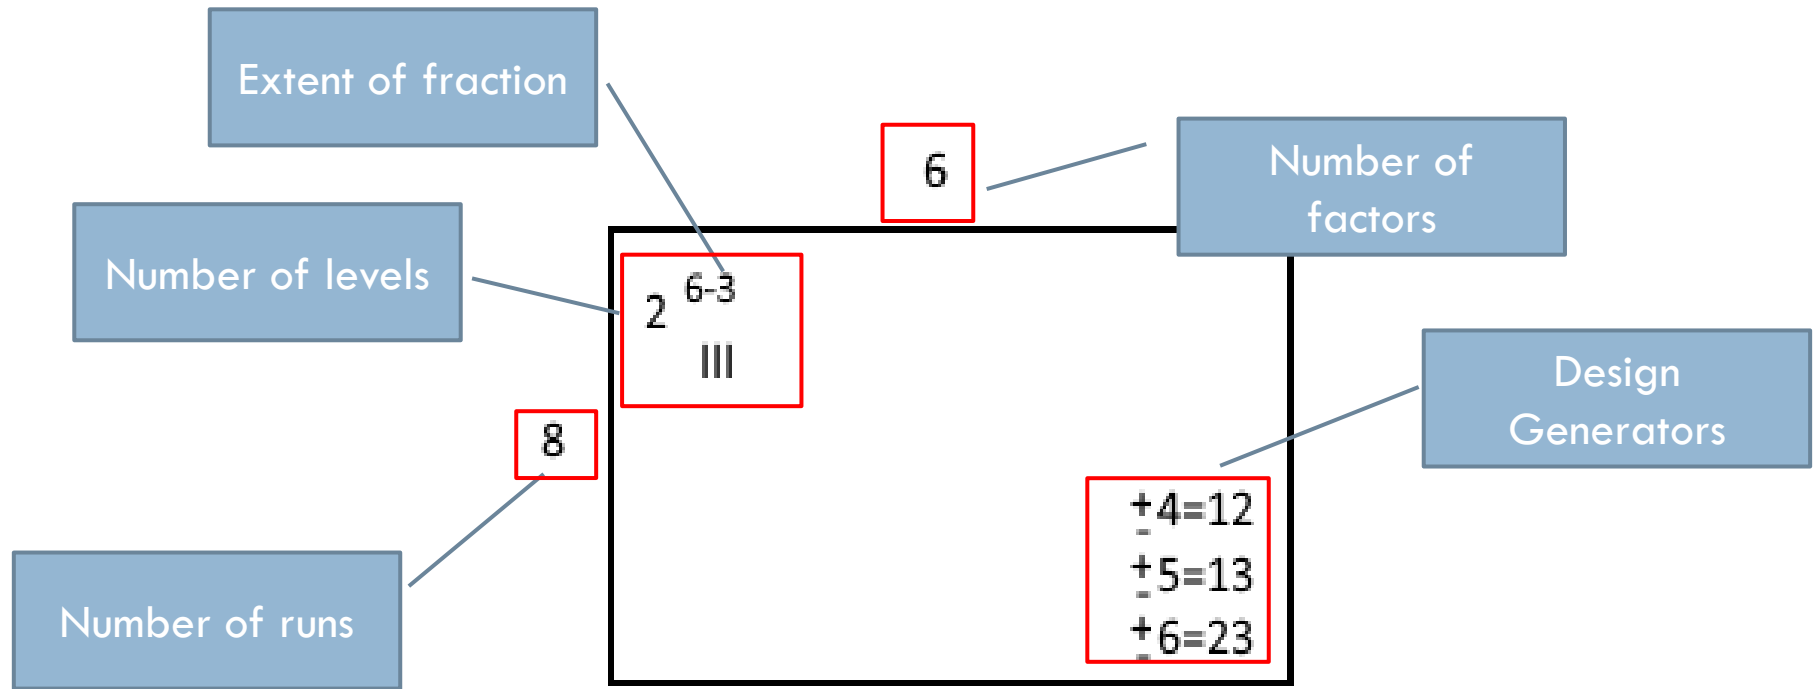 Extent of fraction
6
Number of
factors
Number of levels
2 6-3
III
8
Design
Generators
±4=12
±5=13
±6=23
Number of runs